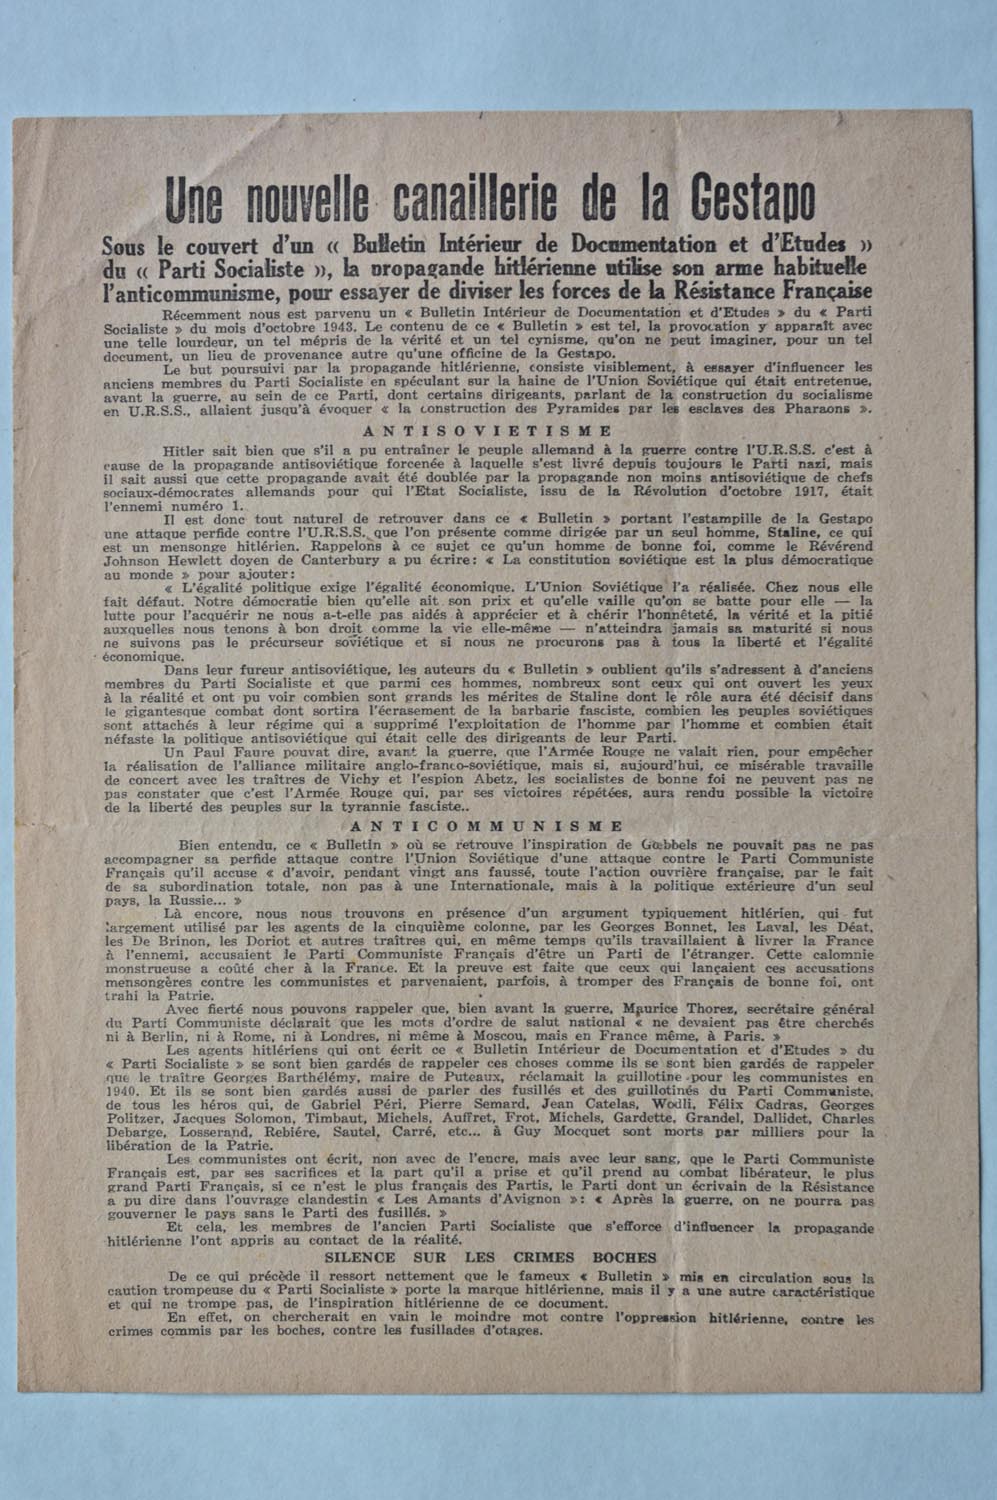 Une nouvelle canaillerie de la Gestapo
Sous le couvert d'un « Bulletin Intérieur de Documentation et d'Etudes »
du « Parti Socialiste », la propagande hitlérienne utilise son arme habituelle
l'anticommunisme, pour essayer de diviser les forces de la Résistance Française
Récemment nous est parvenu un « Bulletin Intérieur de Documentation et d'Etudes » du « Parti
Socialiste » du mois d'octobre 1943. Le contenu de ce « Bulletin » est tel, la provocation y apparaît avec
une telle lourdeur, un tel mépris de la vérité et un tel cynisme, qu'on ne peut imaginer, pour un tel
document, un lieu de provenance autre qu'une officine de la Gestapo.
Le but poursuivi par la propagande hitlérienne, consiste visiblement, à essayer d'influencer les
anciens membres du Parti Socialiste en spéculant sur la haine de l'Union Soviétique qui était entretenue,
avant la guerre, au sein de ce Parti, dont certains dirigeants, parlant de la construction du socialisme
en U.R.S.S., allaient jusqu'à évoquer « la construction des Pyramides par les esclaves des Pharaons ».
ANTISOVIETISME
Hitler sait bien que s'il a pu entraîner le peuple allemand à la guerre contre l'U.R.S.S. c'est à
cause de la propagande antisoviétique forcenée à laquelle s'est livré depuis toujours le Parti nazi, mais
il sait aussi que cette propagande avait été doublée par la propagande non moins antisoviétique de chefs
sociaux-démocrates allemands pour qui l'Etat Socialiste, issu de la Révolution d'octobre 1917, était
l'ennemi numéro 1.
Il est donc tout naturel de retrouver dans ce « Bulletin » portant l'estampille de la Gestapo
une attaque perfide contre l'U.R.S.S. que l'on présente comme dirigée par un seul homme, Staline, ce qui
est un mensonge hitlérien. Rappelons à ce sujet ce qu'un homme de bonne foi, comme le Révérend
Johnson Hewlett doyen de Canterbury a pu écrire: « La constitution soviétique est la plus démocratique
au monde » pour ajouter:
« L'égalité politique exige l'égalité économique. L'Union Soviétique l'a réalisée. Chez nous elle
fait défaut. Notre démocratie bien qu'elle ait son prix et qu'elle vaille qu'on se batte pour elle — la
lutte pour l'acquérir ne nous a-t-elle pas aidés à apprécier et à chérir l'honnêteté, la vérité et la pitié
auxquelles nous tenons à bon droit comme la vie elle-même — n'atteindra jamais sa maturité si nous
ne suivons pas le précurseur soviétique et si nous ne procurons pas à tous la liberté et l'égalité
économique.
Dans leur fureur antisoviétique, les auteurs du « Bulletin » oublient qu'ils s'adressent à d'anciens
membres du Parti Socialiste et que parmi ces hommes, nombreux sont ceux qui ont ouvert les yeux
à la réalité et ont pu voir combien sont grands les mérites de Staline dont le rôle aura été décisif dans
le gigantesque combat dont sortira l'écrasement de la barbarie fasciste, combien les peuples soviétiques
sont attachés à leur régime qui a supprimé l'exploitation de l'homme par l'homme et combien était
néfaste la politique antisoviétique qui était celle des dirigeants de leur Parti.
Un Paul Faure pouvat dire, avant la guerre, que l'Armée Rouge ne valait rien, pour empêcher
la réalisation de l'alliance militaire anglo-franco-soviétique, mais si, aujourd'hui, ce misérable travaille
de concert avec les traîtres de Vichy et l'espion Abetz, les socialistes de bonne foi ne peuvent pas ne
pas constater que c'est l'Armée Rouge qui, par ses victoires répétées, aura rendu possible la victoire
de la liberté des peuples sur la tyrannie fasciste..
ANTICOMMUNISME
Bien entendu, ce « Bulletin » où se retrouve l'inspiration de Gœbbels ne pouvait pas ne pas
accompagner sa perfide attaque contre l'Union Soviétique d'une attaque contre le Parti Communiste
Français qu'il accuse « d'avoir, pendant vingt ans faussé, toute l'action ouvrière française, par le fait
de sa subordination totale, non pas à une Internationale, mais à la politique extérieure d'un seul
pays, la Russie... »
Là encore, nous nous trouvons en présence d'un argument typiquement hitlérien, qui fut
largement utilisé par les agents de la cinquième colonne, par les Georges Bonnet, les Laval, les Déat,
les De Brinon, les Doriot et autres traîtres qui, en même temps qu'ils travaillaient à livrer la France
à l'ennemi, accusaient le Parti Communiste Français d'être un Parti de l'étranger. Cette calomnie
monstrueuse a coûté cher à la France. Et la preuve est faite que ceux qui lançaient ces accusations
mensongères contre les communistes et parvenaient, parfois, à tromper des Français de bonne foi, ont
trahi la Patrie.
Avec fierté nous pouvons rappeler que, bien avant la guerre, Maurice Thorez, secrétaire général
du Parti Communiste déclarait que les mots d'ordre de salut national « ne devaient pas être cherchés
ni à Berlin, ni à Rome, ni à Londres, ni même à Moscou, mais en France même, à Paris. »
Les agents hitlériens qui ont écrit ce « Bulletin Intérieur de Documentation et d'Etudes » du
« Parti Socialiste » se sont bien gardés de rappeler ces choses comme ils se sont bien gardés de rappeler
que le traître Georges Barthélémy, maire de Puteaux, réclamait la guillotine pour les communistes en
1940. Et ils se sont bien gardés aussi de parler des fusillés et des guillotinés du Parti Communiste,
de tous les héros qui, de Gabriel Péri, Pierre Semard, Jean Catelas, Wodli, Félix Cadras, Georges
Politzer, Jacques Solomon, Timbaut, Michels, Auffret, Frot, Michels, Gardette, Grandel, Dallidet, Charles
Debarge, Losserand, Rebiére, Sautel, Carré, etc... à Guy Mocquet sont morts par milliers pour la
libération de la Patrie.
Les communistes ont écrit, non avec de l'encre, mais avec leur sang, que le Parti Communiste
Français est, par ses sacrifices et la part qu'il a prise et qu'il prend au combat libérateur, le plus
grand Parti Français, si ce n'est le plus français des Partis, le Parti dont un écrivain de la Résistance
a pu dire dans l'ouvrage clandestin « Les Amants d'Avignon »: « Après la guerre, on ne pourra pas
gouverner le pays sans le Parti des fusillés. »
Et cela, les membres de l'ancien Parti Socialiste que s'efforce d'influencer la propagande
hitlérienne l'ont appris au contact de la réalité.
SILENCE SUR LES CRIMES BOCHES
De ce qui précède il ressort nettement que le fameux « Bulletin » mis en circulation sous la
caution trompeuse du « Parti Socialiste » porte la marque hitlérienne, mais il y a une autre caractéristique
et qui ne trompe pas, de l'inspiration hitlérienne de ce document.
En effet, on chercherait en vain le moindre mot contre l'oppression hitlérienne, contre les
crimes commis par les boches, contre les fusillades d'otages.